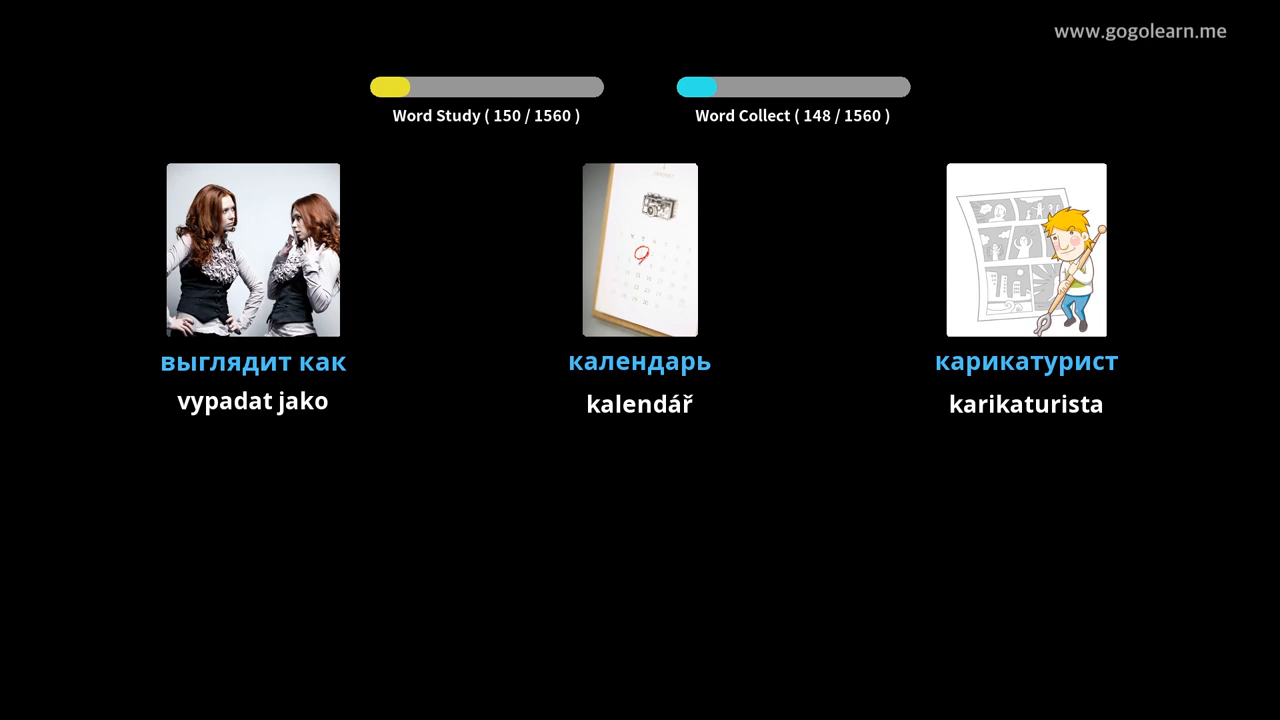 www.gogolearn.me
Word Study ( 150 / 1560 )
Word Collect ( 148 / 1560 )
выглядит как
календарь
карикатурист
vypadat jako
kalendář
karikaturista